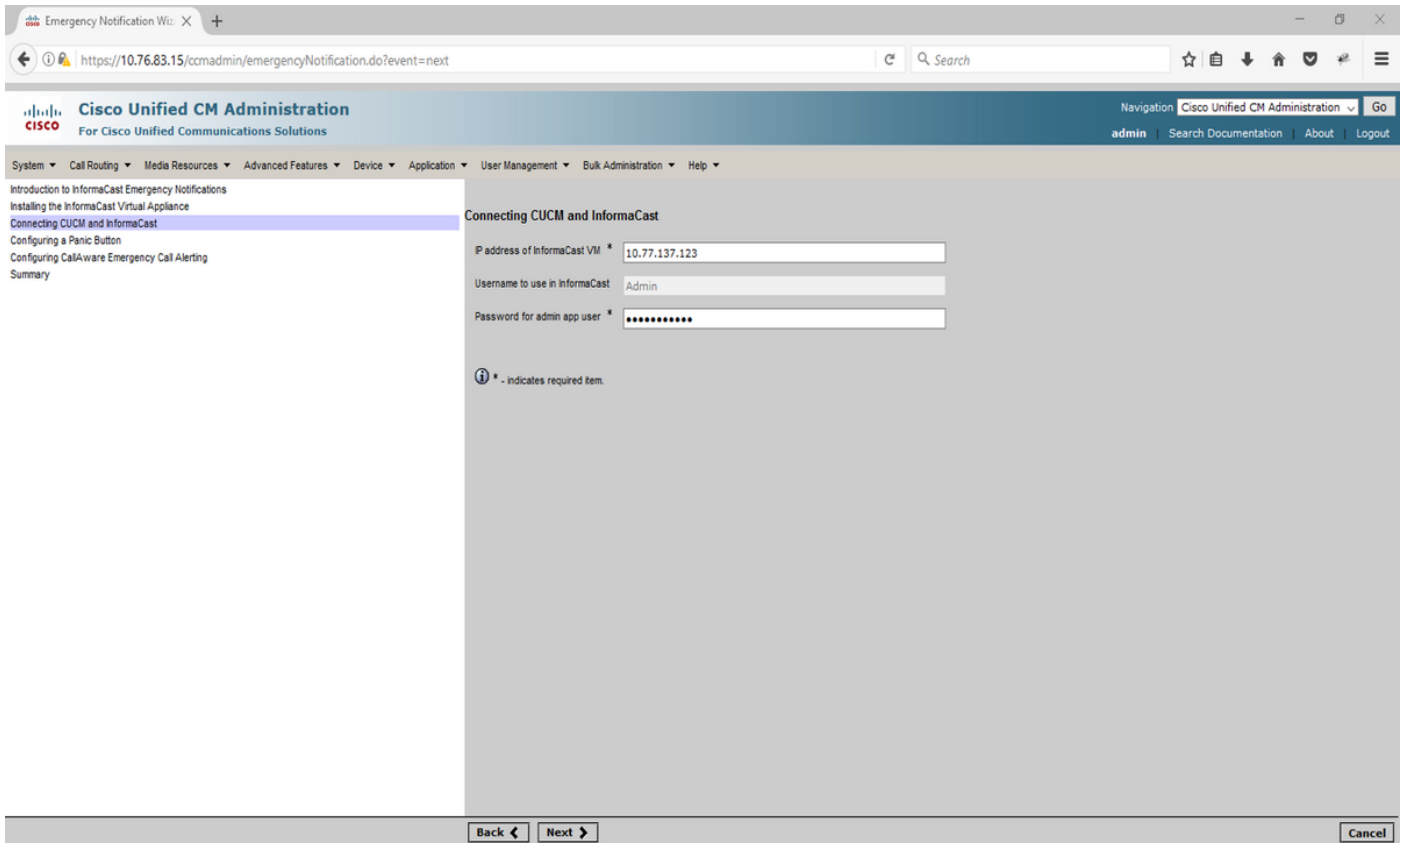 Emergency Notification Wiz
https://10.76.83.15/ccmadmin/emergencyNotification.do?event=next
Search
CISCO
Cisco Unified CM Administration
For Cisco Unified Communications Solutions
Navigation Cisco Unified CM Administration Go
admin | Search Documentation | About | Logout
System Call Routing Media Resources Advanced Features Device Application User Management Bulk Administration Help
Introduction to InformaCast Emergency Notifications
Installing the InformaCast Virtual Appliance
Connecting CUCM and InformaCast
Configuring a Panic Button
Configuring CallAware Emergency Call Alerting
Summary
Connecting CUCM and InformaCast
IP address of InformaCast VM * 10.77.137.123
Username to use in InformaCast Admin
Password for admin app user * •••••••••••
* - indicates required item.
Back Next Cancel